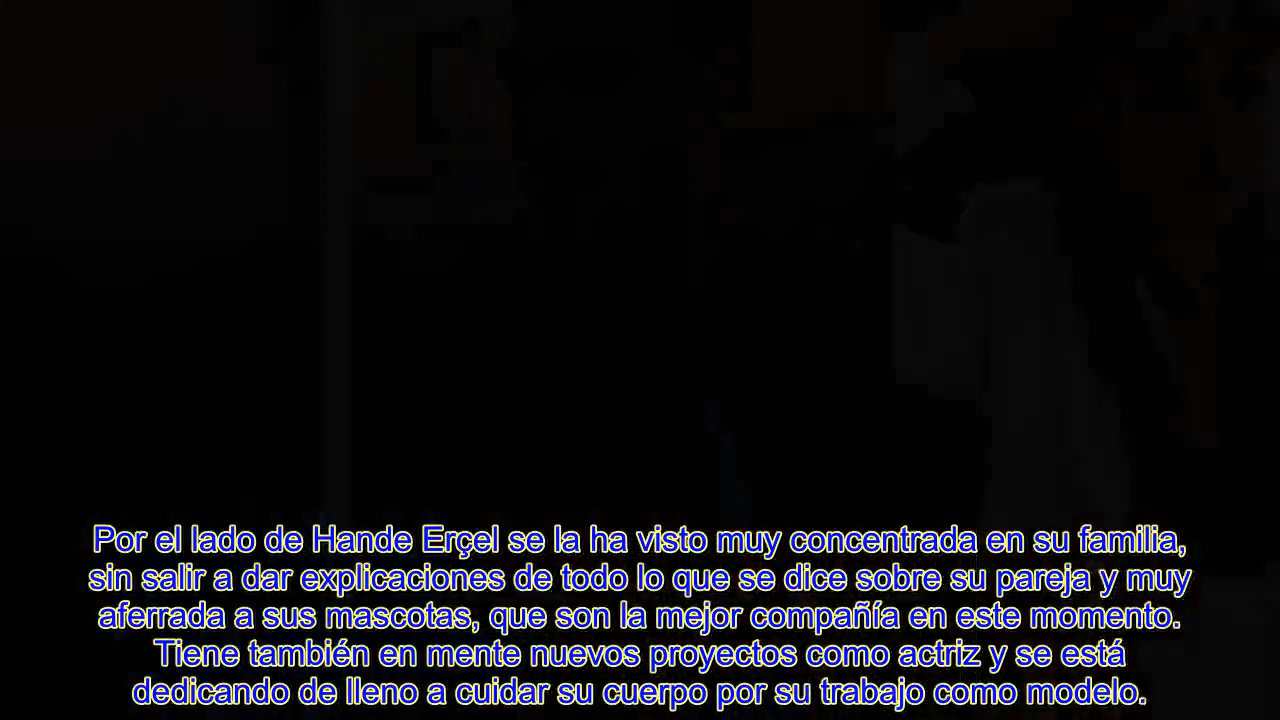 Por el lado de Hande Erçel se la ha visto muy concentrada en su familia,
sin salir a dar explicaciones de todo lo que se dice sobre su pareja y muy
aferrada a sus mascotas, que son la mejor compañía en este momento.
Tiene también en mente nuevos proyectos como actriz y se está
dedicando de lleno a cuidar su cuerpo por su trabajo como modelo.